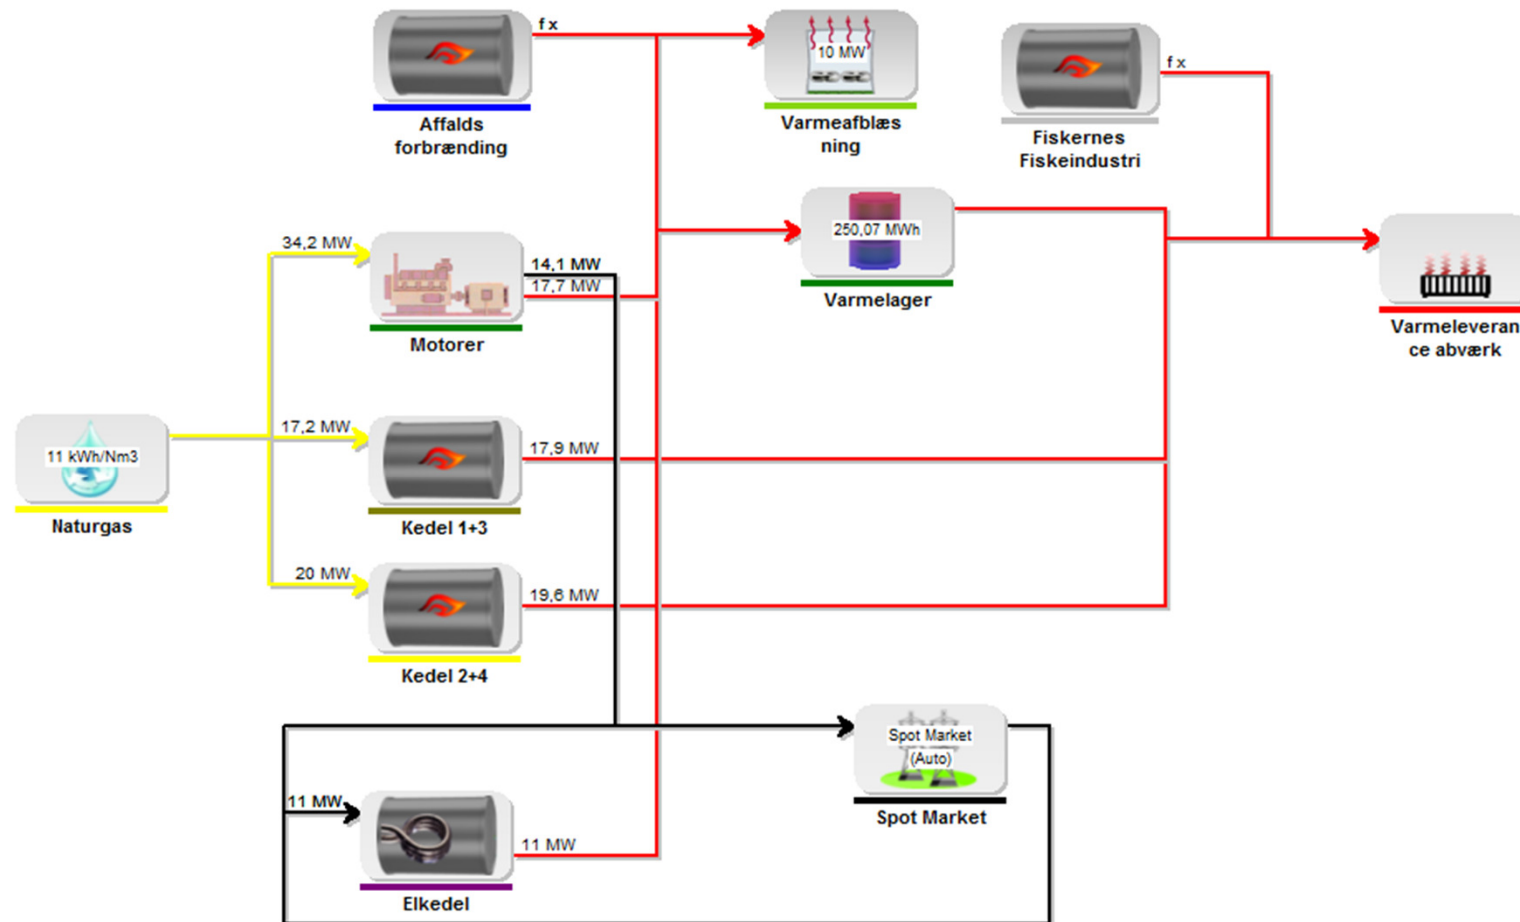 f x
10 MW
f x
Affalds
forbrænding
Varmeafblæs
ning
Fiskernes
Fiskeindustri
34,2 MW
14,1 MW
17,7 MW
250,07 MWh
Motorer
Varmelager
Varmeleveran
ce abværk
17,2 MW
17,9 MW
11 kWh/Nm3
Naturgas
Kedel 1+3
20 MW
19,6 MW
Kedel 2+4
Spot Market
(Auto)
Spot Market
11 MW
11 MW
Elkedel